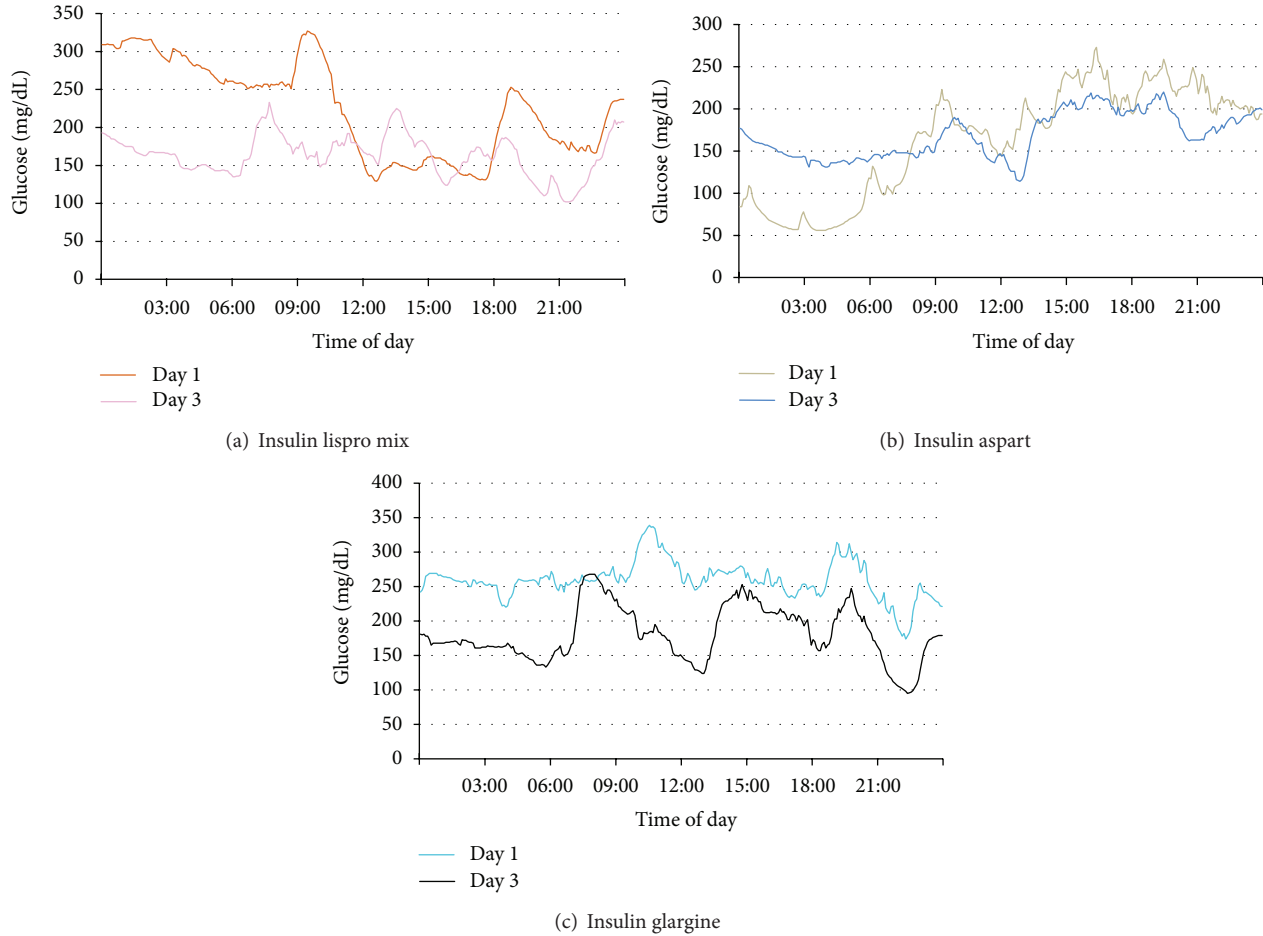 350
300
250
200
150
100
50
0
Glucose (mg/dL)
03:00 06:00 09:00 12:00 15:00 18:00 21:00
Time of day
Day 1
Day 3
(a) Insulin lispro mix
300
250
200
150
100
50
0
Glucose (mg/dL)
03:00 06:00 09:00 12:00 15:00 18:00 21:00
Time of day
Day 1
Day 3
(b) Insulin aspart
400
350
300
250
200
150
100
50
0
Glucose (mg/dL)
03:00 06:00 09:00 12:00 15:00 18:00 21:00
Time of day
Day 1
Day 3
(c) Insulin glargine